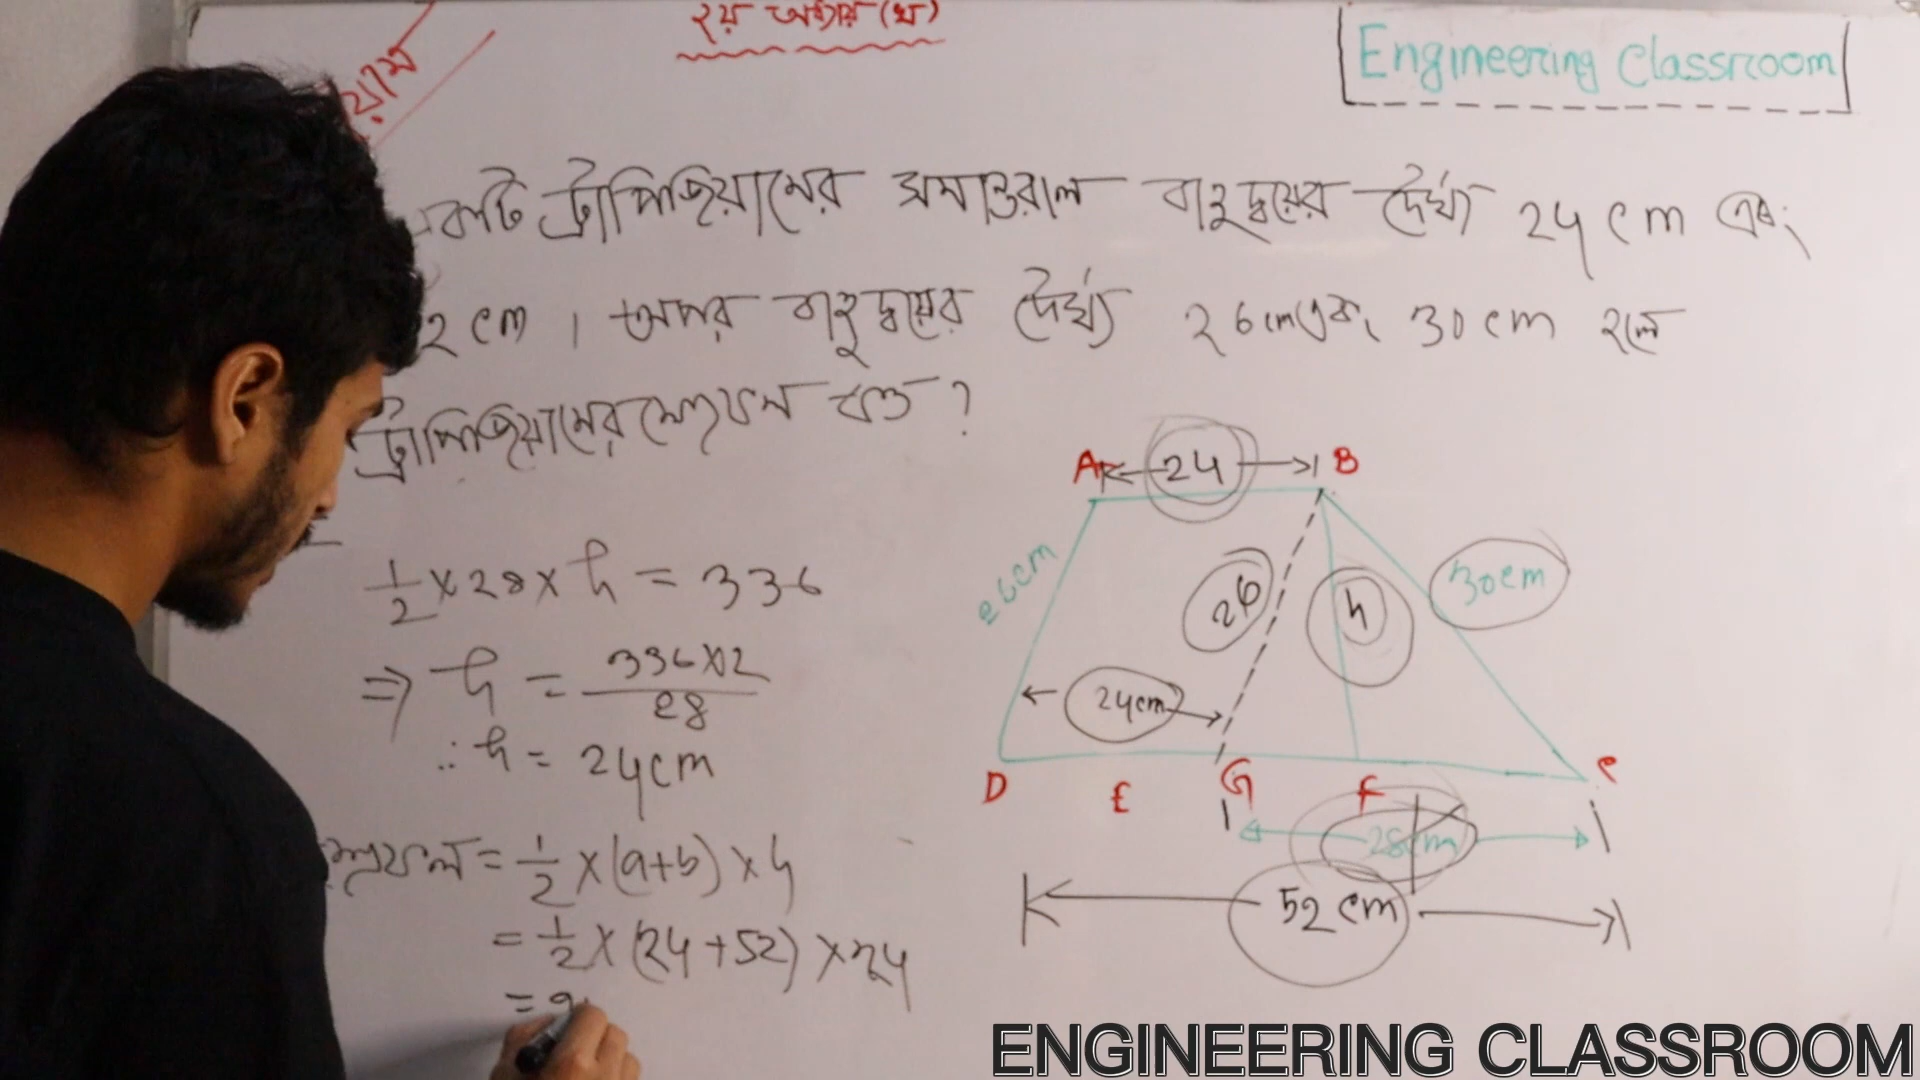 ২য় অধ্যায় (খ)
Engineering Classroom
একটি ট্রাপিজিয়ামের সমান্তরাল বাহুদ্বয়ের দৈর্ঘ্য 24 cm এবং
2 cm । অপর বাহুদ্বয়ের দৈর্ঘ্য 26 cm এবং 30 cm হলে
ট্রাপিজিয়ামের ক্ষেত্রফল কত ?
A 24 B
26cm
26
h
30cm
24cm
D E G F C
28cm
52 cm
1/2 × 28 × h = 336
⇒ h = 336×2/28
∴ h = 24cm
ক্ষেত্রফল = 1/2 × (a+b) × h
= 1/2 × (24+52) × 24
= 9
ENGINEERING CLASSROOM